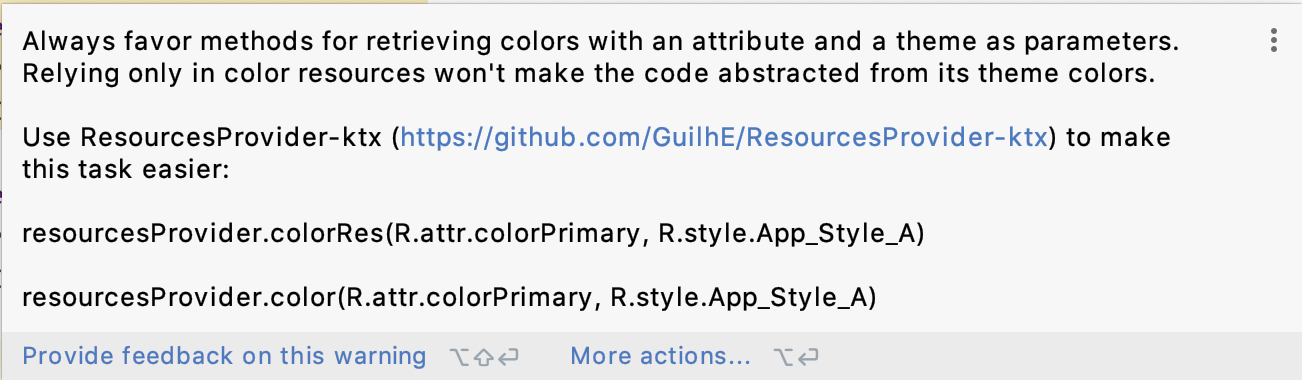 Always favor methods for retrieving colors with an attribute and a theme as parameters.
Relying only in color resources won't make the code abstracted from its theme colors.
Use ResourcesProvider-ktx (https://github.com/GuilhE/ResourcesProvider-ktx) to make
this task easier:
resourcesProvider.colorRes(R.attr.colorPrimary, R.style.App_Style_A)
resourcesProvider.color(R.attr.colorPrimary, R.style.App_Style_A)
Provide feedback on this warning ⌥⇧⏎ More actions... ⌥⏎